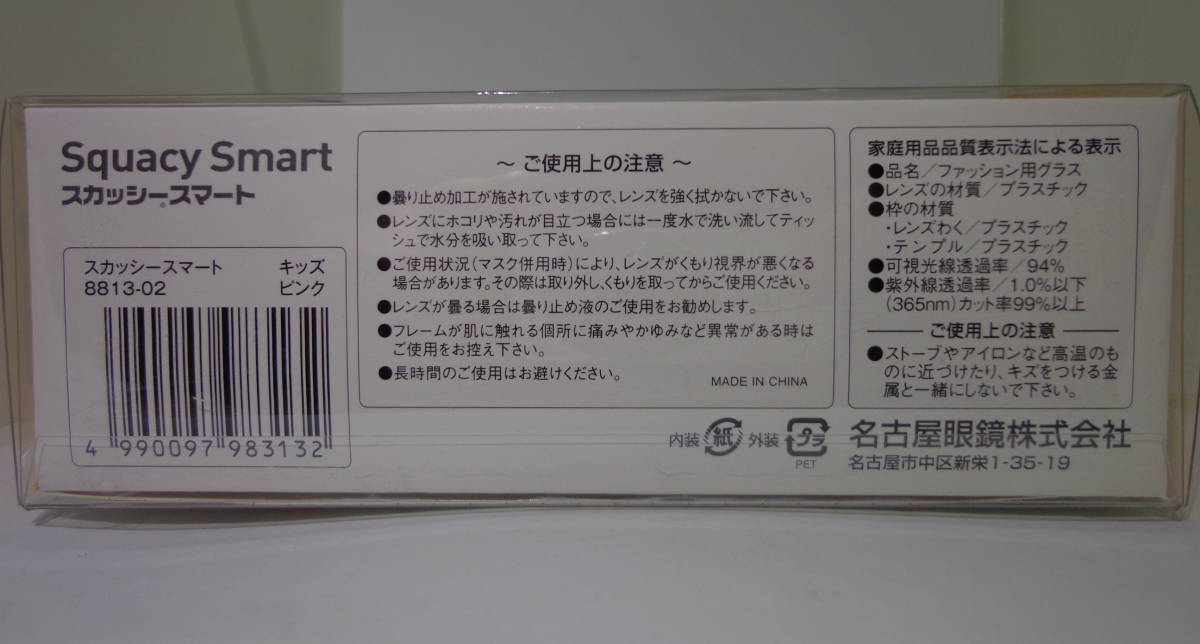 Squacy Smart
スカッシースマート
スカッシースマート キッズ
8813-02 ピンク
4 990097 983132
～ ご使用上の注意 ～
●曇り止め加工が施されていますので、レンズを強く拭かないで下さい。
●レンズにホコリや汚れが目立つ場合には一度水で洗い流してティッ
シュで水分を吸い取って下さい。
●ご使用状況(マスク併用時)により、レンズがくもり視界が悪くなる
場合があります。その際は取り外し、くもりを取ってからご使用ください。
●レンズが曇る場合は曇り止め液のご使用をお勧めします。
●フレームが肌に触れる個所に痛みやかゆみなど異常がある時は
ご使用をお控え下さい。
●長時間のご使用はお避けください。
MADE IN CHINA
家庭用品品質表示法による表示
●品名/ファッション用グラス
●レンズの材質/プラスチック
●枠の材質
・レンズわく/プラスチック
・テンプル/プラスチック
●可視光線透過率/94%
●紫外線透過率/1.0%以下
(365nm)カット率99%以上
ご使用上の注意
●ストーブやアイロンなど高温のも
のに近づけたり、キズをつける金
属と一緒にしないで下さい。
内装 紙 外装 プラ
PET
名古屋眼鏡株式会社
名古屋市中区新栄1-35-19